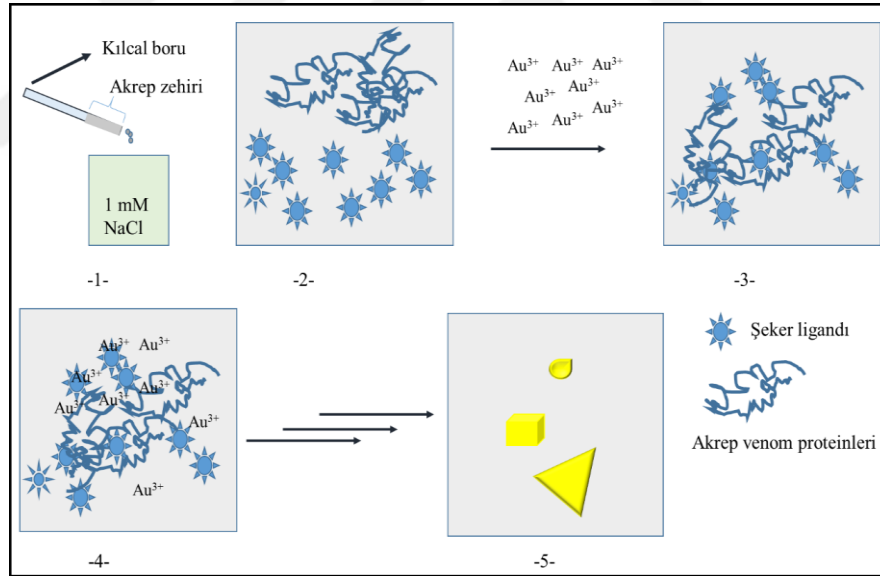 Kılcal boru
Akrep zehiri
1 mM
NaCl
-1-
-2-
Au³⁺ Au³⁺ Au³⁺
Au³⁺ Au³⁺
Au³⁺ Au³⁺ Au³⁺
-3-
Au³⁺ Au³⁺
Au³⁺ Au³⁺
Au³⁺ Au³⁺
Au³⁺
Au³⁺
-4-
-5-
Şeker ligandı
Akrep venom proteinleri